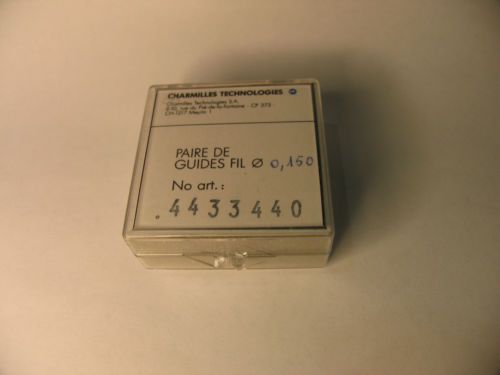 CHARMILLES TECHNOLOGIES
Charmilles Technologies S.A.
8-10, rue du Pré-de-la-Fontaine - CP 373 -
CH-1217 Meyrin 1
PAIRE DE
GUIDES FIL Ø 0,150
No art.:
.4433440